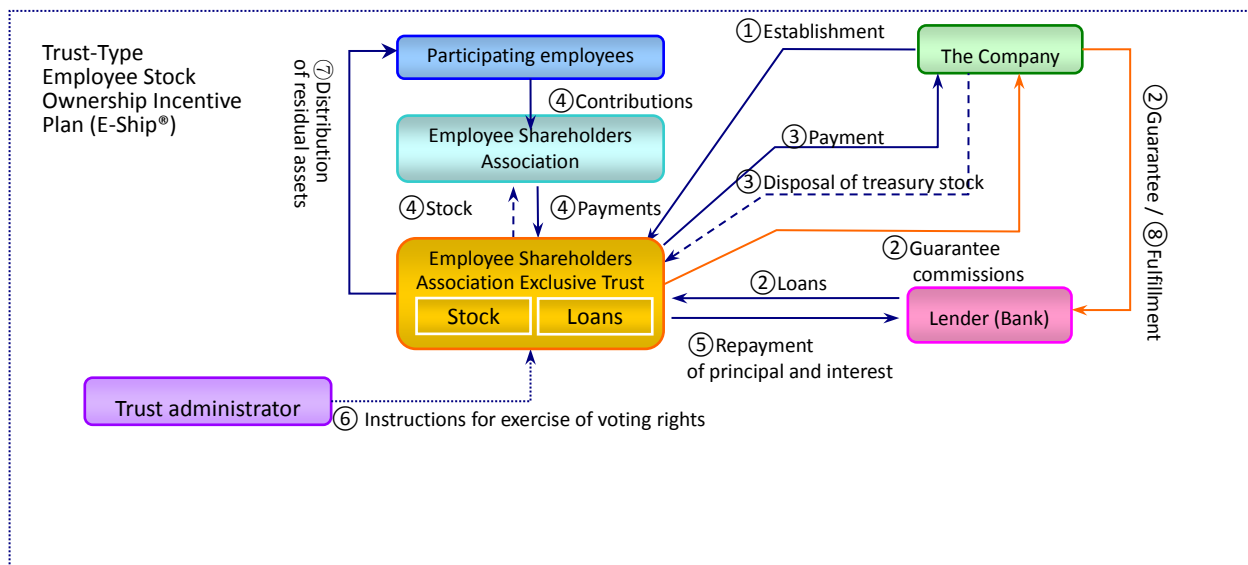 Trust-Type
Employee Stock
Ownership Incentive
Plan (E-Ship®)
⑦Distribution
of residual assets
Participating employees
④Contributions
Employee Shareholders
Association
④Stock
④Payments
Employee Shareholders
Association Exclusive Trust
Stock
Loans
①Establishment
The Company
③Payment
③Disposal of treasury stock
②Guarantee
commissions
②Guarantee / ⑧Fulfillment
②Loans
Lender (Bank)
⑤Repayment
of principal and interest
Trust administrator
⑥ Instructions for exercise of voting rights